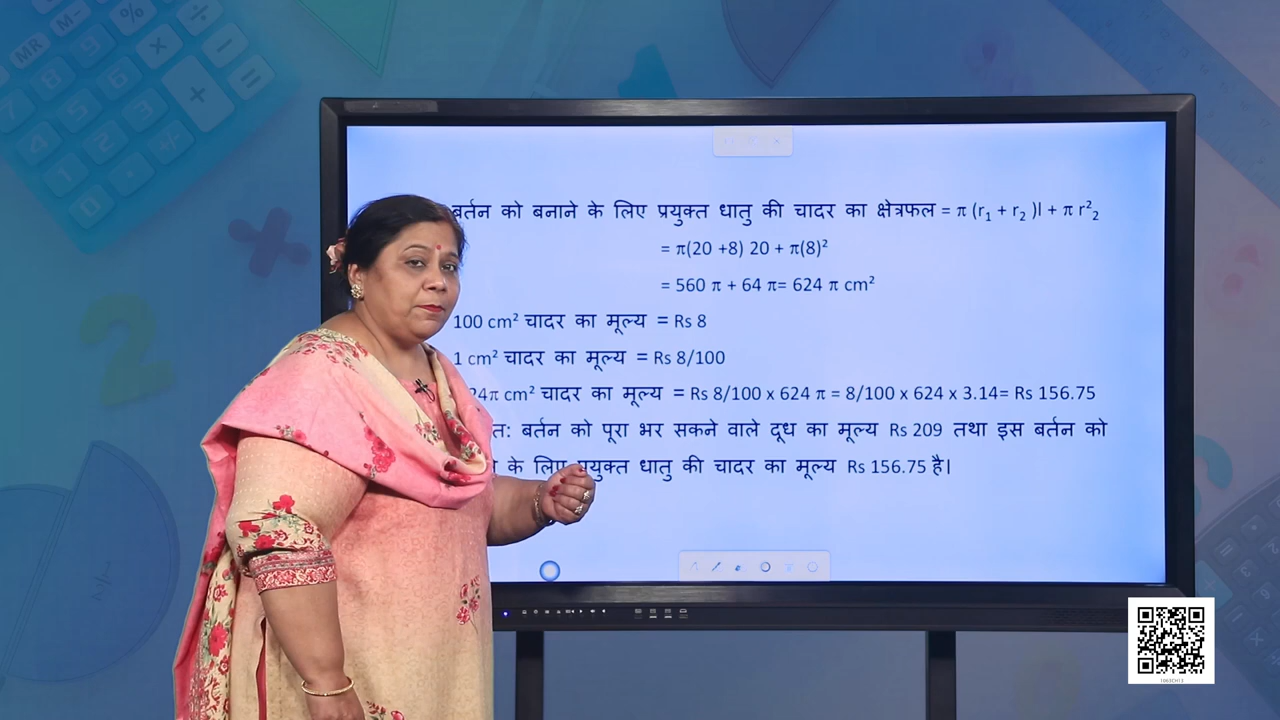 बर्तन को बनाने के लिए प्रयुक्त धातु की चादर का क्षेत्रफल = π (r₁ + r₂ )l + π r²₂
= π(20 +8) 20 + π(8)²
= 560 π + 64 π= 624 π cm²
100 cm² चादर का मूल्य = Rs 8
1 cm² चादर का मूल्य = Rs 8/100
24π cm² चादर का मूल्य = Rs 8/100 x 624 π = 8/100 x 624 x 3.14= Rs 156.75
त: बर्तन को पूरा भर सकने वाले दूध का मूल्य Rs 209 तथा इस बर्तन को
के लिए प्रयुक्त धातु की चादर का मूल्य Rs 156.75 है।
1063CH13